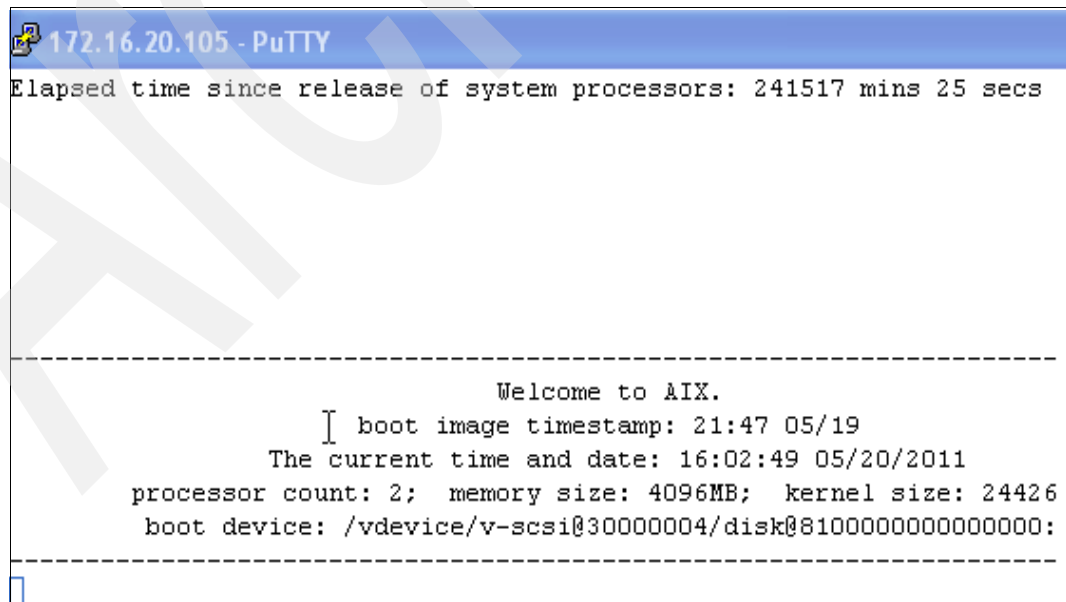 172.16.20.105 - PuTTY
Elapsed time since release of system processors: 241517 mins 25 secs
--------------------------------------------------------------------
Welcome to AIX.
boot image timestamp: 21:47 05/19
The current time and date: 16:02:49 05/20/2011
processor count: 2;  memory size: 4096MB;  kernel size: 24426
boot device: /vdevice/v-scsi@30000004/disk@8100000000000000:
--------------------------------------------------------------------